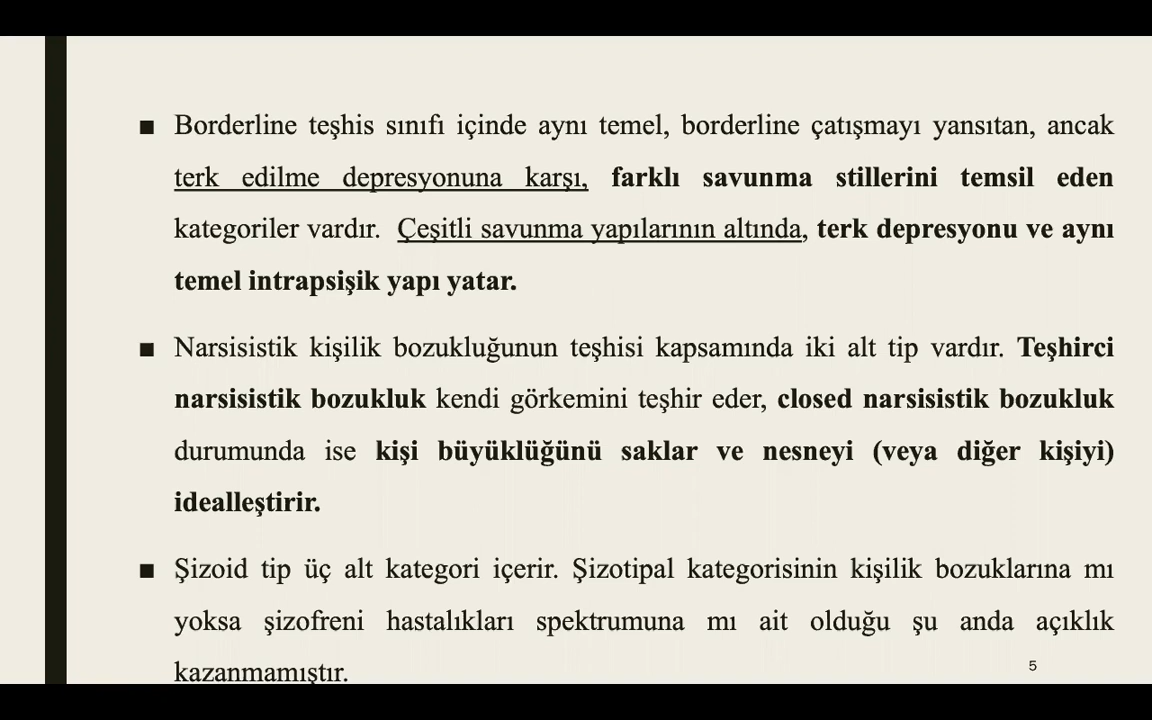 ■ Borderline teşhis sınıfı içinde aynı temel, borderline çatışmayı yansıtan, ancak
terk edilme depresyonuna karşı, farklı savunma stillerini temsil eden
kategoriler vardır. Çeşitli savunma yapılarının altında, terk depresyonu ve aynı
temel intrapsişik yapı yatar.
■ Narsisistik kişilik bozukluğunun teşhisi kapsamında iki alt tip vardır. Teşhirci
narsisistik bozukluk kendi görkemini teşhir eder, closed narsisistik bozukluk
durumunda ise kişi büyüklüğünü saklar ve nesneyi (veya diğer kişiyi)
idealleştirir.
■ Şizoid tip üç alt kategori içerir. Şizotipal kategorisinin kişilik bozuklarına mı
yoksa şizofreni hastalıkları spektrumuna mı ait olduğu şu anda açıklık
kazanmamıştır.
5